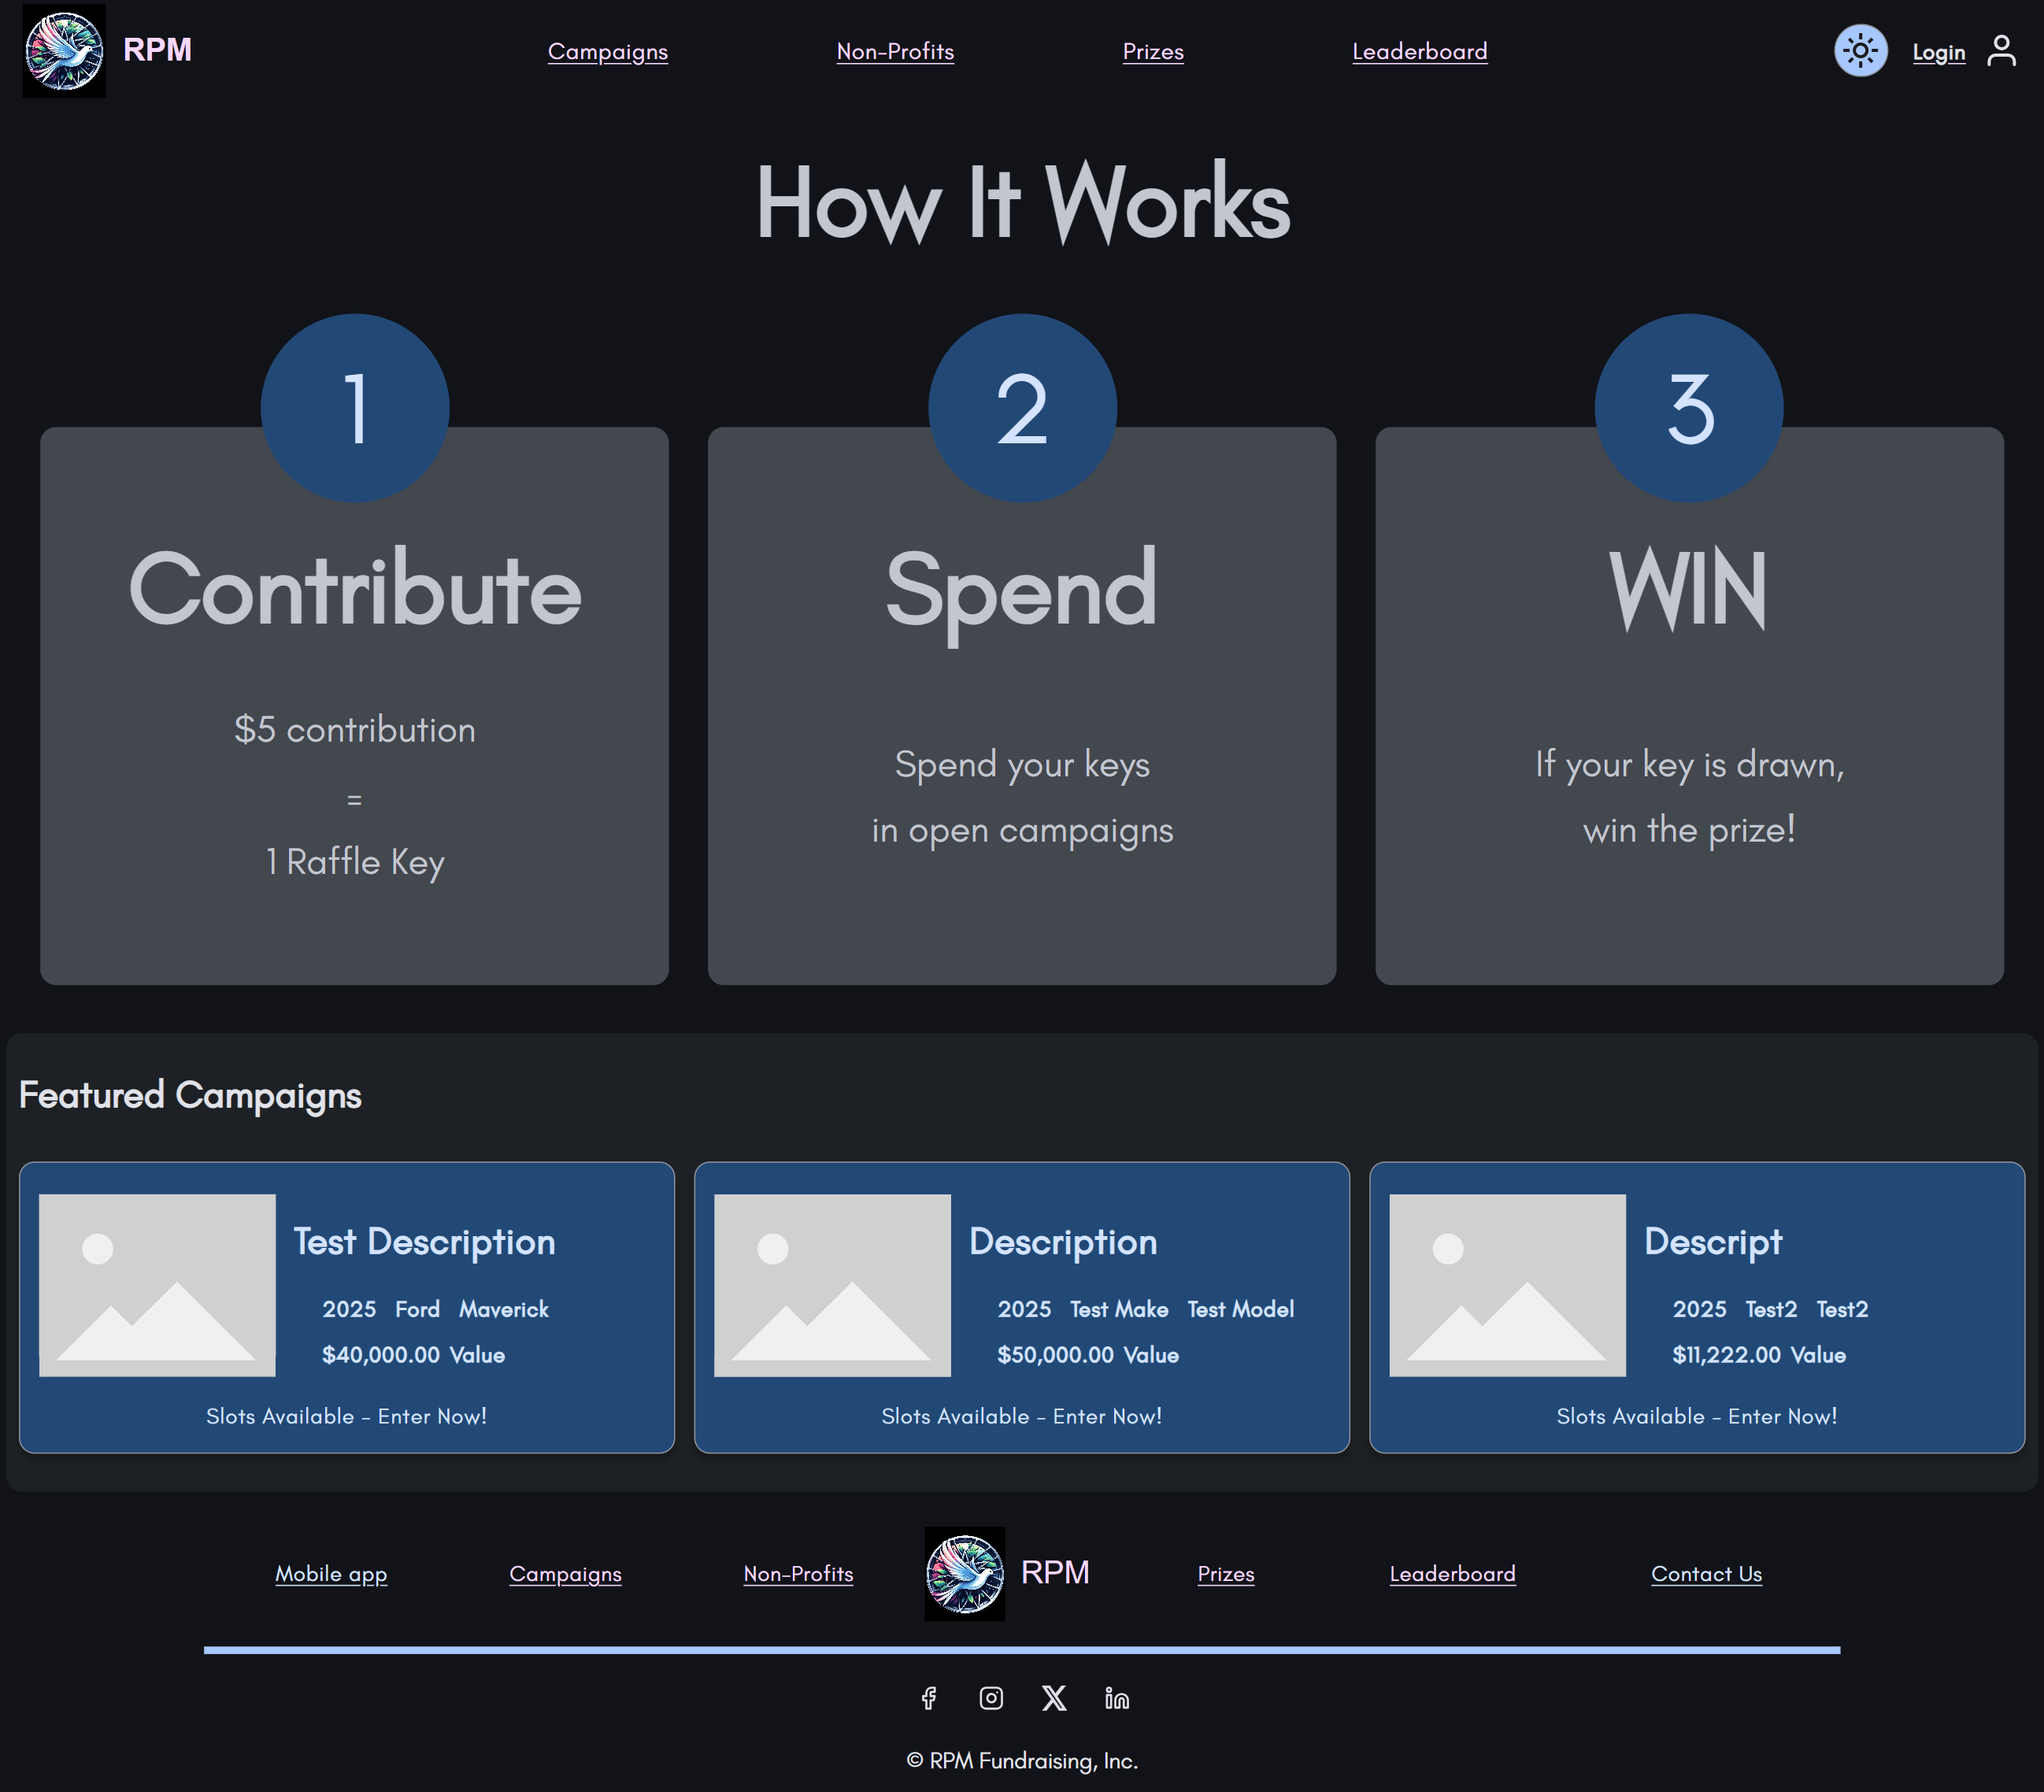 RPM
Campaigns
Non-Profits
Prizes
Leaderboard
Login
How It Works
1
Contribute
$5 contribution
=
1 Raffle Key
2
Spend
Spend your keys
in open campaigns
3
WIN
If your key is drawn,
win the prize!
Featured Campaigns
Test Description
2025 Ford Maverick
$40,000.00 Value
Slots Available - Enter Now!
Description
2025 Test Make Test Model
$50,000.00 Value
Slots Available - Enter Now!
Descript
2025 Test2 Test2
$11,222.00 Value
Slots Available - Enter Now!
Mobile app
Campaigns
Non-Profits
RPM
Prizes
Leaderboard
Contact Us
© RPM Fundraising, Inc.